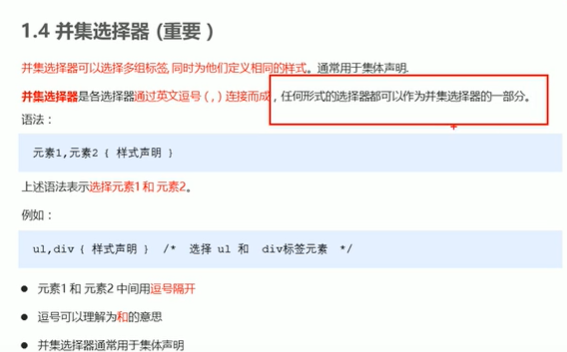 1.4 并集选择器 (重要 )
并集选择器可以选择多组标签, 同时为他们定义相同的样式。通常用于集体声明.
并集选择器是各选择器通过英文逗号 ( , ) 连接而成 , 任何形式的选择器都可以作为并集选择器的一部分。
语法 :
元素1,元素2 { 样式声明 }
上述语法表示选择元素1 和 元素2。
例如 :
ul,div { 样式声明 } /* 选择 ul 和 div标签元素 */
● 元素1 和 元素2 中间用逗号隔开
● 逗号可以理解为和的意思
● 并集选择器通常用于集体声明